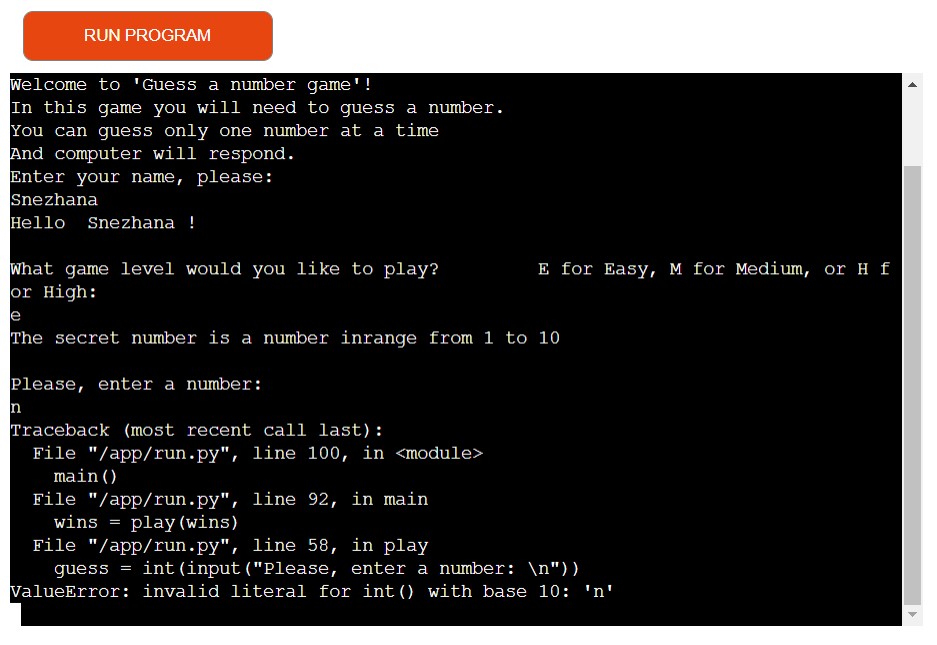 RUN PROGRAM
Welcome to 'Guess a number game'!
In this game you will need to guess a number.
You can guess only one number at a time
And computer will respond.
Enter your name, please:
Snezhana
Hello  Snezhana !
What game level would you like to play?         E for Easy, M for Medium, or H f
or High:
e
The secret number is a number inrange from 1 to 10
Please, enter a number:
n
Traceback (most recent call last):
  File "/app/run.py", line 100, in <module>
    main()
  File "/app/run.py", line 92, in main
    wins = play(wins)
  File "/app/run.py", line 58, in play
    guess = int(input("Please, enter a number: \n"))
ValueError: invalid literal for int() with base 10: 'n'